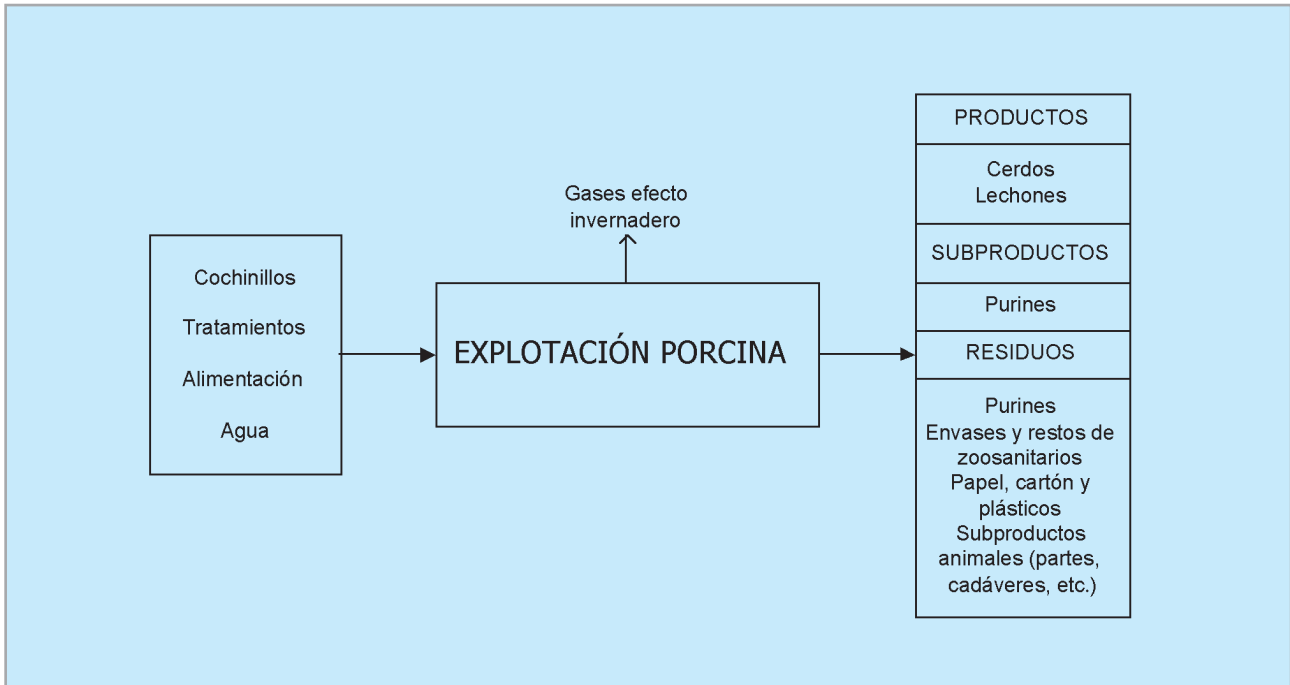 Cochinillos
Tratamientos
Alimentación
Agua
Gases efecto
invernadero
EXPLOTACIÓN PORCINA
PRODUCTOS
Cerdos
Lechones
SUBPRODUCTOS
Purines
RESIDUOS
Purines
Envases y restos de
zoosanitarios
Papel, cartón y
plásticos
Subproductos
animales (partes,
cadáveres, etc.)